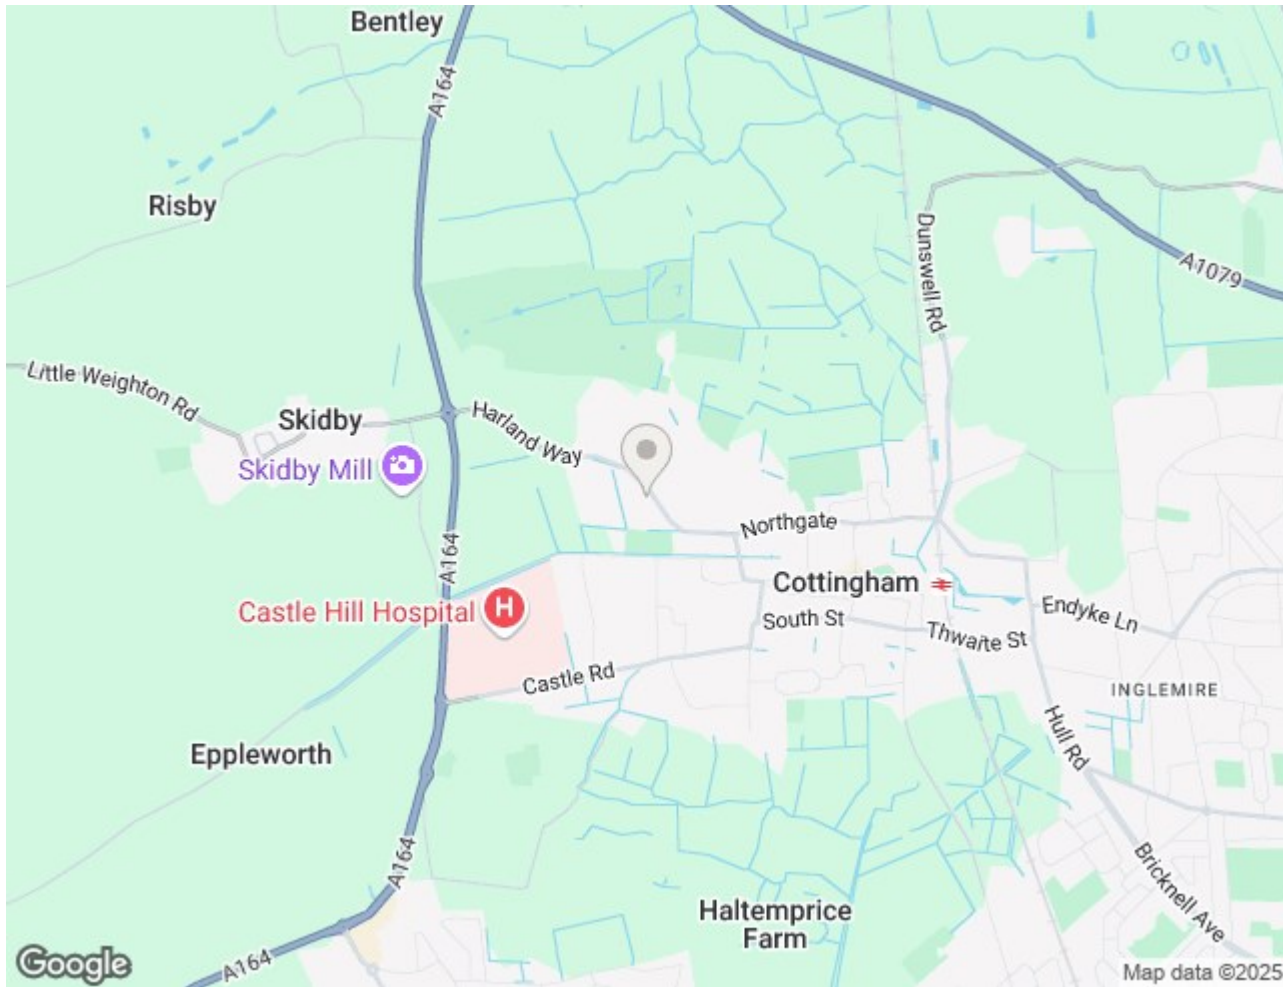 Bentley
A164
Risby
Dunswell Rd
A1079
Little Weighton Rd
Skidby
Harland Way
Skidby Mill
Northgate
A164
Cottingham
Castle Hill Hospital
H
South St
Endyke Ln
Thwaite St
Castle Rd
INGLEMIRE
Hull Rd
Eppleworth
A164
Bricknell Ave
Haltemprice
Farm
A164
Google
Map data ©2025